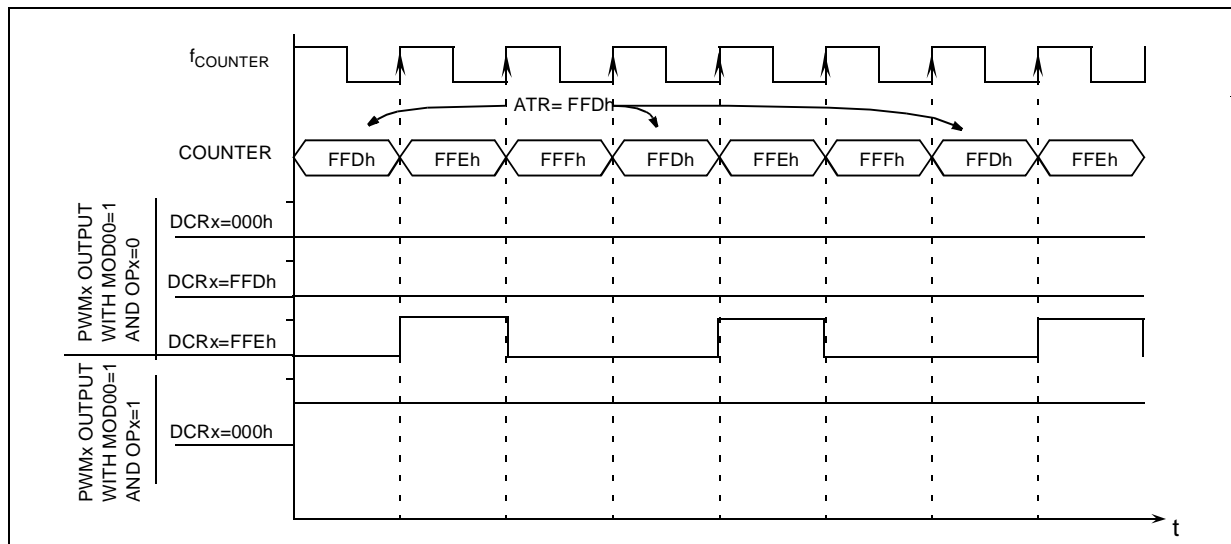 fCOUNTER
ATR= FFDh
COUNTER
FFDh FFEh FFFh FFDh FFEh FFFh FFDh FFEh
PWMx OUTPUT
WITH MOD00=1
AND OPx=0
DCRx=000h
DCRx=FFDh
DCRx=FFEh
PWMx OUTPUT
WITH MOD00=1
AND OPx=1
DCRx=000h
t